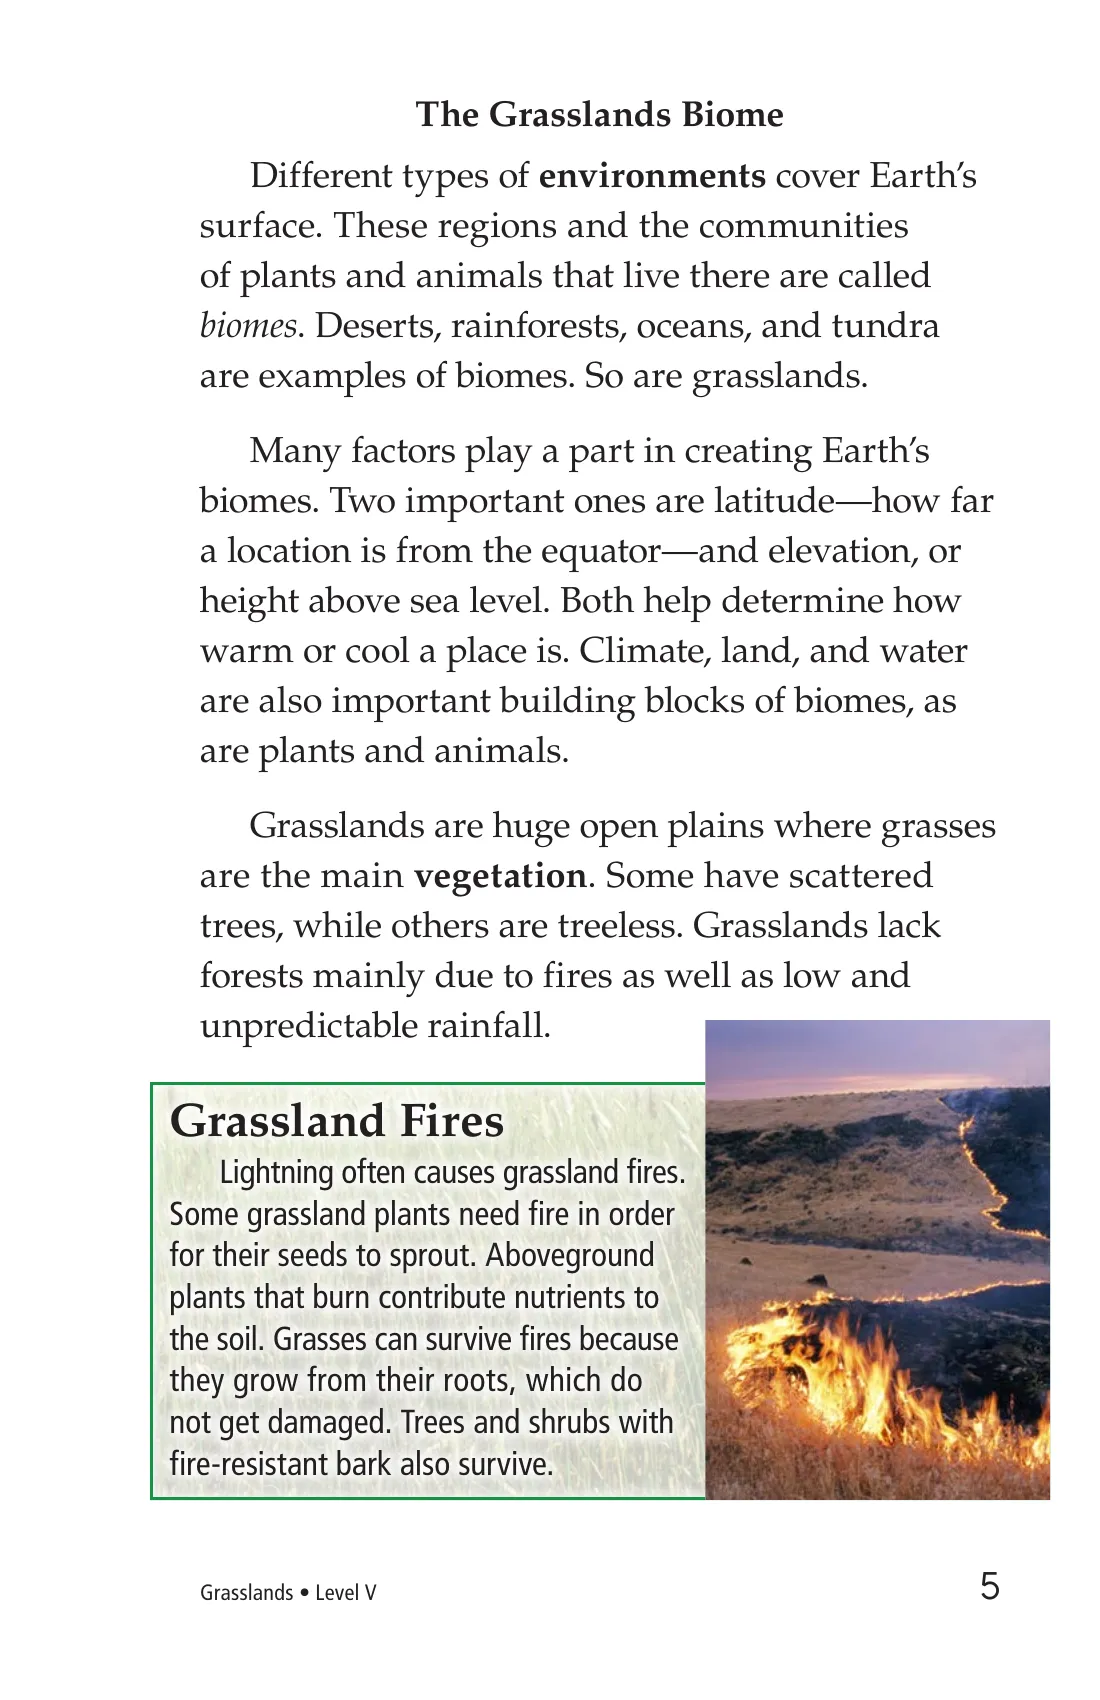 The Grasslands Biome
Different types of environments cover Earth’s
surface. These regions and the communities
of plants and animals that live there are called
biomes. Deserts, rainforests, oceans, and tundra
are examples of biomes. So are grasslands.
Many factors play a part in creating Earth’s
biomes. Two important ones are latitude—how far
a location is from the equator—and elevation, or
height above sea level. Both help determine how
warm or cool a place is. Climate, land, and water
are also important building blocks of biomes, as
are plants and animals.
Grasslands are huge open plains where grasses
are the main vegetation. Some have scattered
trees, while others are treeless. Grasslands lack
forests mainly due to fires as well as low and
unpredictable rainfall.
Grassland Fires
Lightning often causes grassland fires.
Some grassland plants need fire in order
for their seeds to sprout. Aboveground
plants that burn contribute nutrients to
the soil. Grasses can survive fires because
they grow from their roots, which do
not get damaged. Trees and shrubs with
fire-resistant bark also survive.
Grasslands • Level V
5